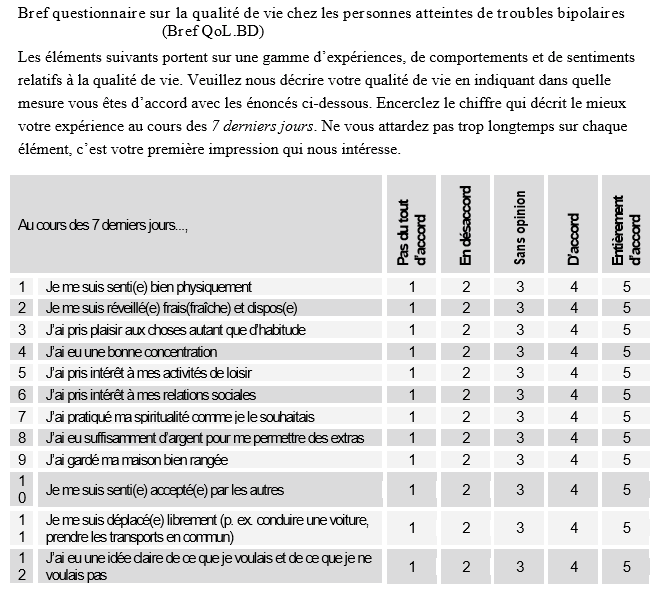 Bref questionnaire sur la qualité de vie chez les personnes atteintes de troubles bipolaires
(Bref QoL.BD)
Les éléments suivants portent sur une gamme d'expériences, de comportements et de sentiments
relatifs à la qualité de vie. Veuillez nous décrire votre qualité de vie en indiquant dans quelle
mesure vous êtes d'accord avec les énoncés ci-dessous. Encerclez le chiffre qui décrit le mieux
votre expérience au cours des 7 derniers jours. Ne vous attardez pas trop longtemps sur chaque
élément, c'est votre première impression qui nous intéresse.
Au cours des 7 derniers jours...,
Pas du tout
d'accord
En désaccord
Sans opinion
D'accord
Entièrement
d'accord
1 Je me suis senti(e) bien physiquement 1 2 3 4 5
2 Je me suis réveillé(e) frais(fraîche) et dispos(e) 1 2 3 4 5
3 J'ai pris plaisir aux choses autant que d'habitude 1 2 3 4 5
4 J'ai eu une bonne concentration 1 2 3 4 5
5 J'ai pris intérêt à mes activités de loisir 1 2 3 4 5
6 J'ai pris intérêt à mes relations sociales 1 2 3 4 5
7 J'ai pratiqué ma spiritualité comme je le souhaitais 1 2 3 4 5
8 J'ai eu suffisamment d'argent pour me permettre des extras 1 2 3 4 5
9 J'ai gardé ma maison bien rangée 1 2 3 4 5
10 Je me suis senti(e) accepté(e) par les autres 1 2 3 4 5
11 Je me suis déplacé(e) librement (p. ex. conduire une voiture,
prendre les transports en commun) 1 2 3 4 5
12 J'ai eu une idée claire de ce que je voulais et de ce que je ne
voulais pas 1 2 3 4 5